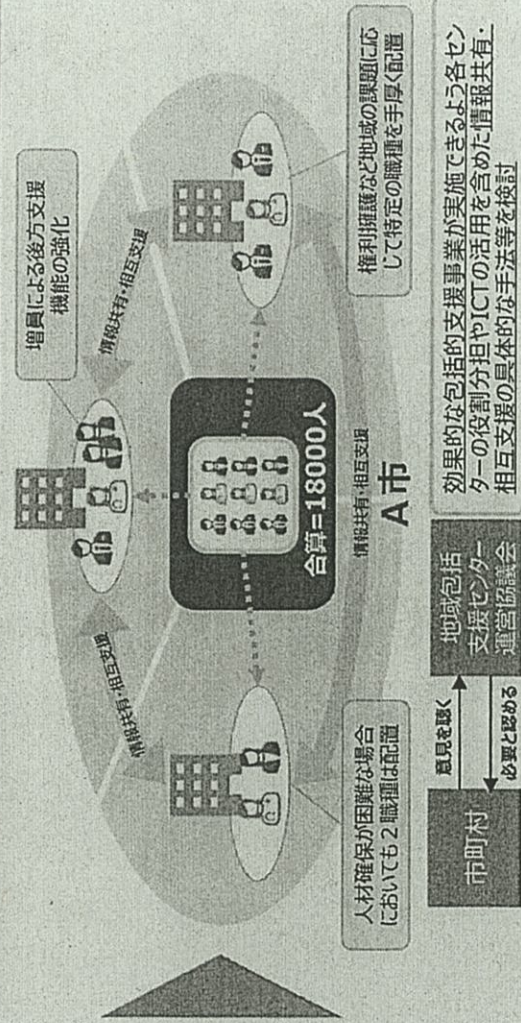 増員による後方支援
機能の強化
情報共有・相互支援
情報共有・相互支援
合算=18000人
情報共有・相互支援
A市
人材確保が困難な場合
においても2職種は配置
権利擁護など地域の課題に応
じて特定の職種を手厚く配置
市町村
意見を聴く
必要と認める
地域包括
支援センター
運営協議会
効果的な包括的支援事業が実施できるよう各セン
ターの役割分担やICTの活用を含めた情報共有・
相互支援の具体的な手法等を検討